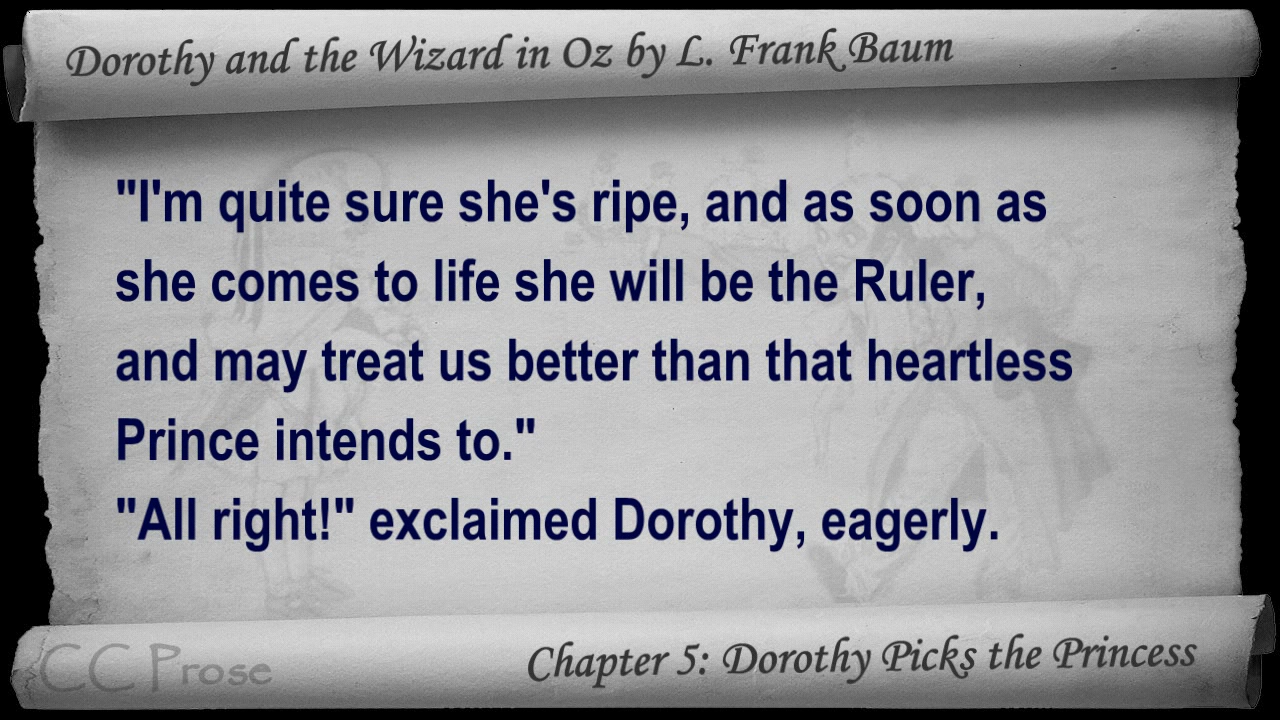 Dorothy and the Wizard in Oz by L. Frank Baum
"I'm quite sure she's ripe, and as soon as
she comes to life she will be the Ruler,
and may treat us better than that heartless
Prince intends to."
"All right!" exclaimed Dorothy, eagerly.
CC Prose
Chapter 5: Dorothy Picks the Princess